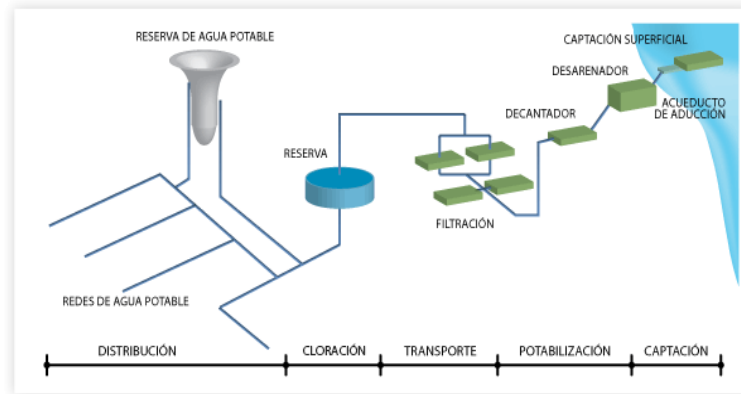 RESERVA DE AGUA POTABLE
CAPTACIÓN SUPERFICIAL
DESARENADOR
DECANTADOR
ACUEDUCTO
DE ADUCCIÓN
RESERVA
FILTRACIÓN
REDES DE AGUA POTABLE
DISTRIBUCIÓN
CLORACIÓN
TRANSPORTE
POTABILIZACIÓN
CAPTACIÓN